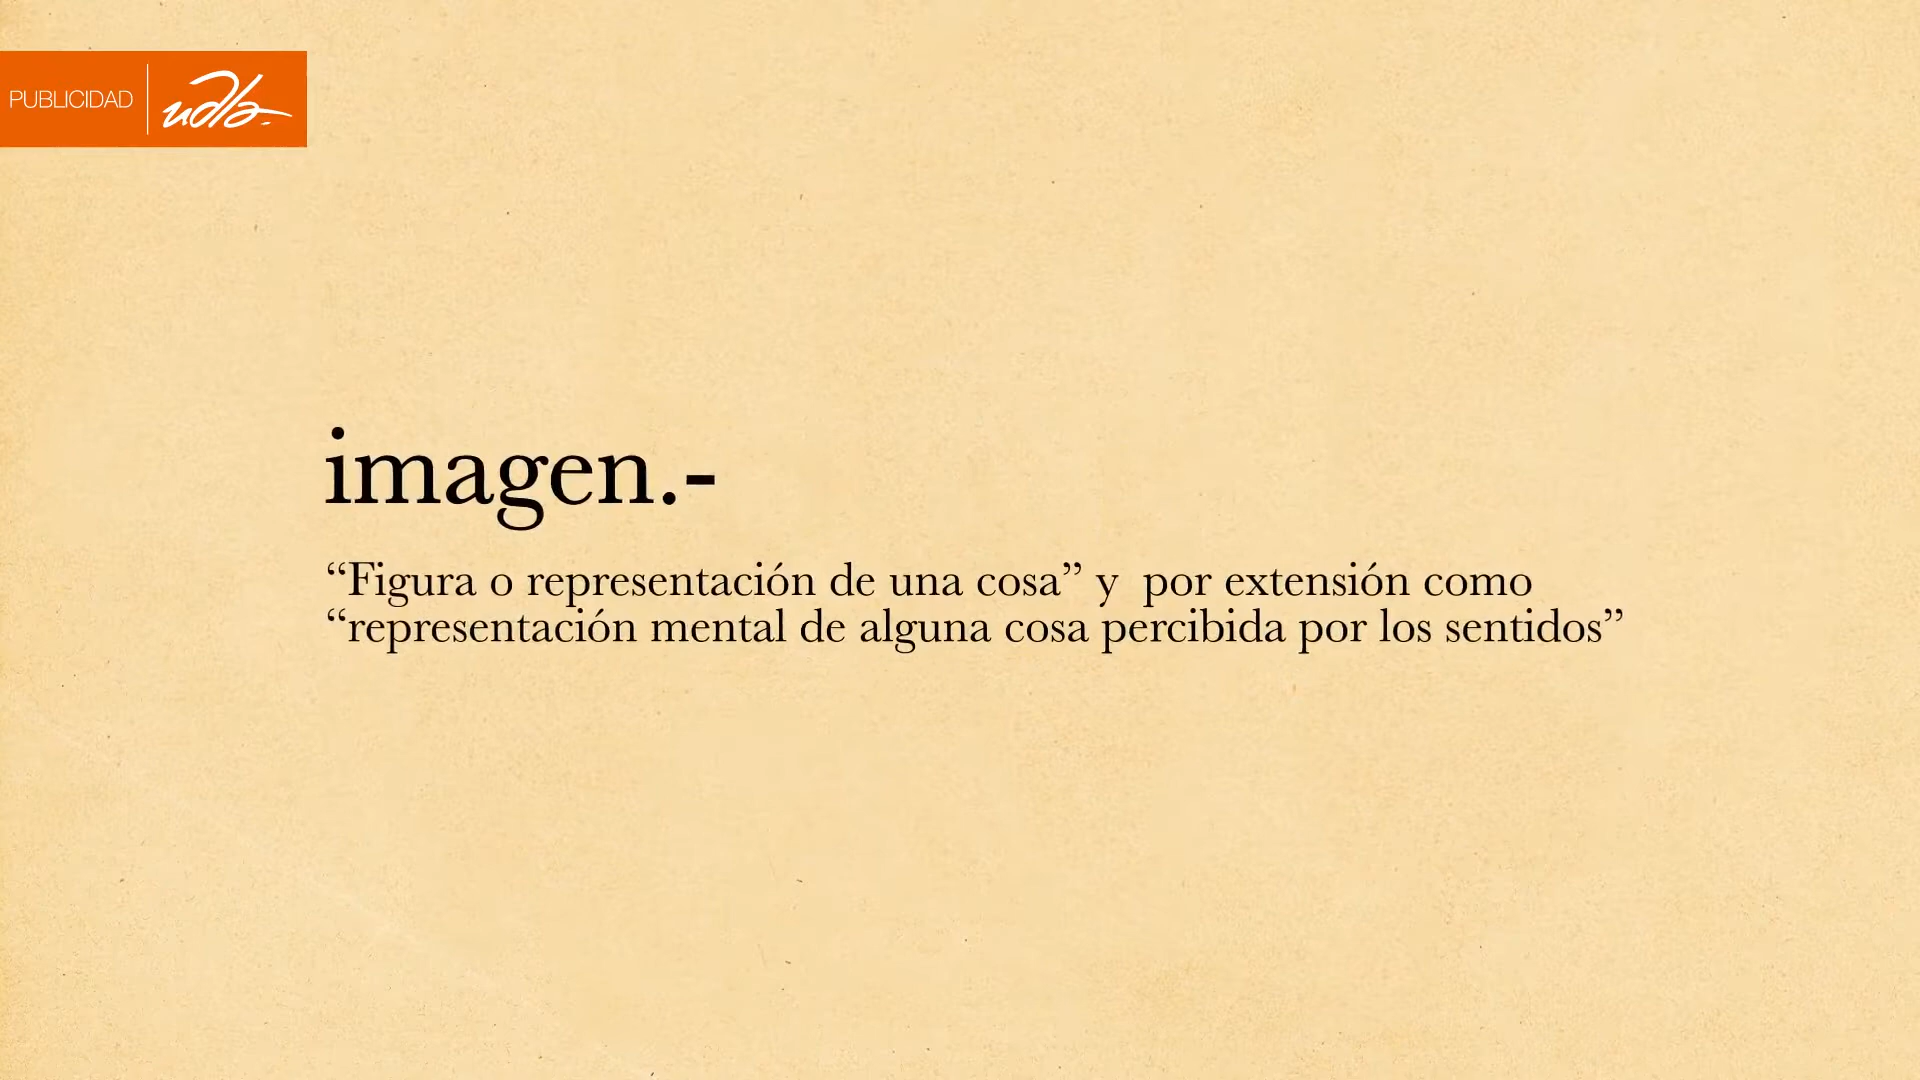 PUBLICIDAD
udla-
imagen.-
“Figura o representación de una cosa” y  por extensión como
“representación mental de alguna cosa percibida por los sentidos”